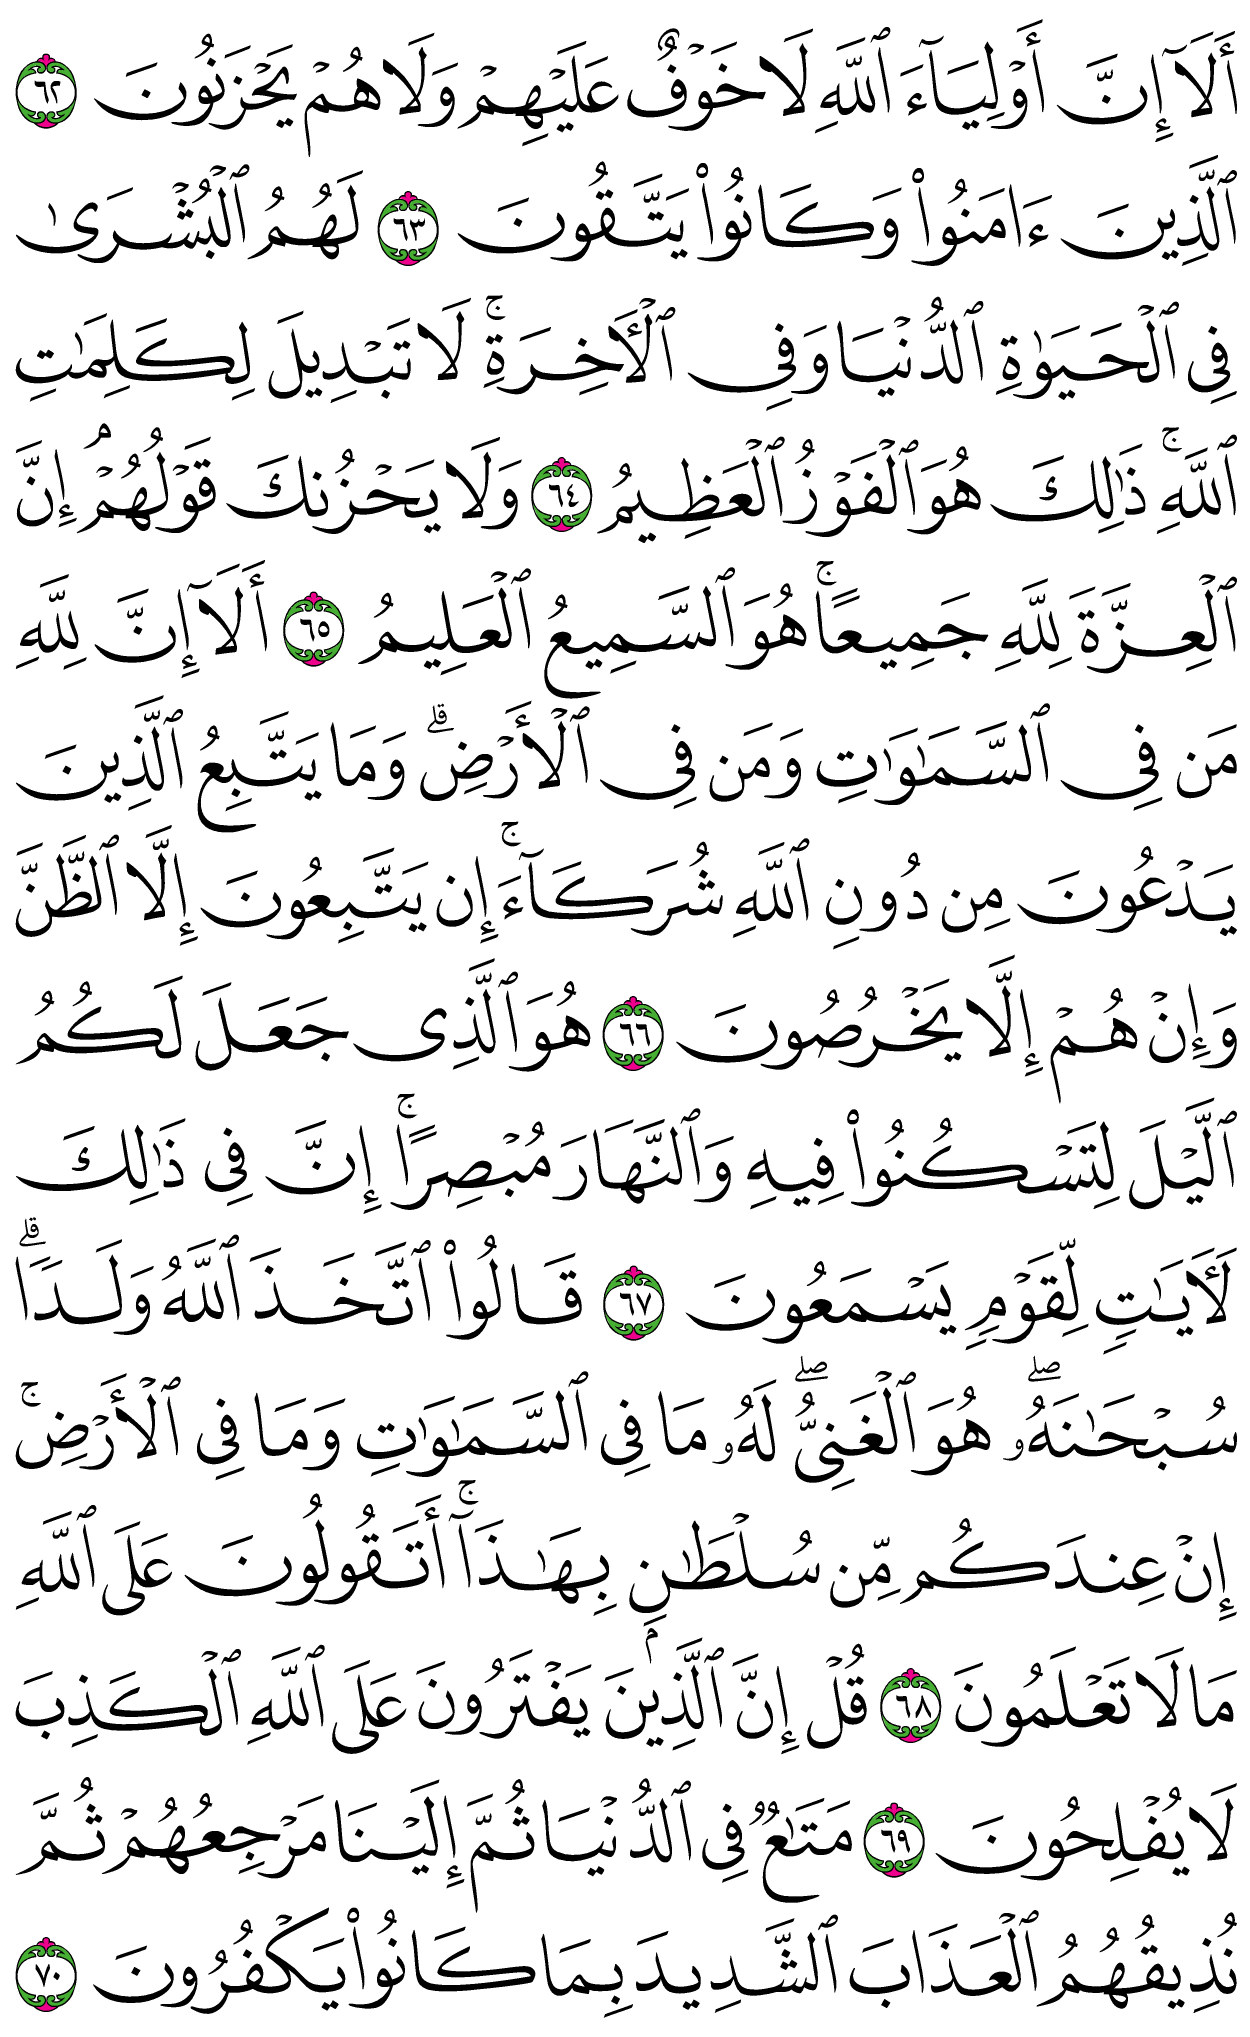 أَلَآ إِنَّ أَوْلِيَآءَ ٱللَّهِ لَا خَوْفٌ عَلَيْهِمْ وَلَا هُمْ يَحْزَنُونَ ٦٢
ٱلَّذِينَ ءَامَنُوا۟ وَكَانُوا۟ يَتَّقُونَ ٦٣ لَهُمُ ٱلْبُشْرَىٰ
فِى ٱلْحَيَوٰةِ ٱلدُّنْيَا وَفِى ٱلْـَٔاخِرَةِ ۚ لَا تَبْدِيلَ لِكَلِمَـٰتِ
ٱللَّهِ ۚ ذَٰلِكَ هُوَ ٱلْفَوْزُ ٱلْعَظِيمُ ٦٤ وَلَا يَحْزُنكَ قَوْلُهُمْ ۘ إِنَّ
ٱلْعِزَّةَ لِلَّهِ جَمِيعًا ۚ هُوَ ٱلسَّمِيعُ ٱلْعَلِيمُ ٦٥ أَلَآ إِنَّ لِلَّهِ
مَن فِى ٱلسَّمَـٰوَٰتِ وَمَن فِى ٱلْأَرْضِ ۗ وَمَا يَتَّبِعُ ٱلَّذِينَ
يَدْعُونَ مِن دُونِ ٱللَّهِ شُرَكَآءَ ۚ إِن يَتَّبِعُونَ إِلَّا ٱلظَّنَّ
وَإِنْ هُمْ إِلَّا يَخْرُصُونَ ٦٦ هُوَ ٱلَّذِى جَعَلَ لَكُمُ
ٱلَّيْلَ لِتَسْكُنُوا۟ فِيهِ وَٱلنَّهَارَ مُبْصِرًا ۚ إِنَّ فِى ذَٰلِكَ
لَـَٔايَـٰتٍ لِّقَوْمٍ يَسْمَعُونَ ٦٧ قَالُوا۟ ٱتَّخَذَ ٱللَّهُ وَلَدًا ۗ
سُبْحَـٰنَهُۥ ۖ هُوَ ٱلْغَنِىُّ ۖ لَهُۥ مَا فِى ٱلسَّمَـٰوَٰتِ وَمَا فِى ٱلْأَرْضِ ۚ
إِنْ عِندَكُم مِّن سُلْطَـٰنٍۭ بِهَـٰذَآ ۚ أَتَقُولُونَ عَلَى ٱللَّهِ
مَا لَا تَعْلَمُونَ ٦٨ قُلْ إِنَّ ٱلَّذِينَ يَفْتَرُونَ عَلَى ٱللَّهِ ٱلْكَذِبَ
لَا يُفْلِحُونَ ٦٩ مَتَـٰعٌ فِى ٱلدُّنْيَا ثُمَّ إِلَيْنَا مَرْجِعُهُمْ ثُمَّ
نُذِيقُهُمُ ٱلْعَذَابَ ٱلشَّدِيدَ بِمَا كَانُوا۟ يَكْفُرُونَ ٧٠